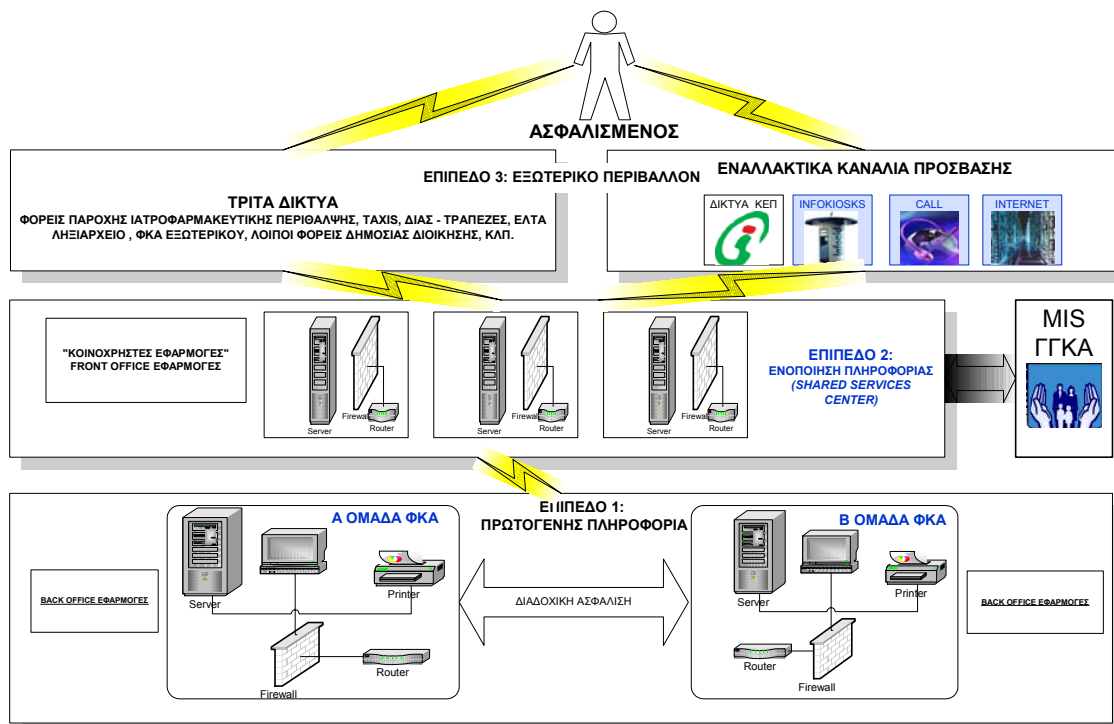 ΑΣΦΑΛΙΣΜΕΝΟΣ
ΕΠΙΠΕΔΟ 3: ΕΞΩΤΕΡΙΚΟ ΠΕΡΙΒΑΛΛΟΝ
ΤΡΙΤΑ ΔΙΚΤΥΑ
ΦΟΡΕΙΣ ΠΑΡΟΧΗΣ ΙΑΤΡΟΦΑΡΜΑΚΕΥΤΙΚΗΣ ΠΕΡΙΘΑΛΨΗΣ, TAXIS, ΔΙΑΣ - ΤΡΑΠΕΖΕΣ, ΕΛΤΑ
ΛΗΞΙΑΡΧΕΙΟ , ΦΚΑ ΕΞΩΤΕΡΙΚΟΥ, ΛΟΙΠΟΙ ΦΟΡΕΙΣ ΔΗΜΟΣΙΑΣ ΔΙΟΙΚΗΣΗΣ, ΚΛΠ.
ΕΝΑΛΛΑΚΤΙΚΑ ΚΑΝΑΛΙΑ ΠΡΟΣΒΑΣΗΣ
ΔΙΚΤΥΑ ΚΕΠ
INFOKIOSKS
CALL
INTERNET
"ΚΟΙΝΟΧΡΗΣΤΕΣ ΕΦΑΡΜΟΓΕΣ"
FRONT OFFICE ΕΦΑΡΜΟΓΕΣ
Server
Firewall
Router
Server
Firewall
Router
Server
Firewall
Router
ΕΠΙΠΕΔΟ 2:
ΕΝΟΠΟΙΗΣΗ ΠΛΗΡΟΦΟΡΙΑΣ
(SHARED SERVICES
CENTER)
MIS
ΓΓΚΑ
ΕΠΙΠΕΔΟ 1:
ΠΡΩΤΟΓΕΝΗΣ ΠΛΗΡΟΦΟΡΙΑ
Α ΟΜΑΔΑ ΦΚΑ
Server
Printer
Firewall
Router
BACK OFFICE ΕΦΑΡΜΟΓΕΣ
ΔΙΑΔΟΧΙΚΗ ΑΣΦΑΛΙΣΗ
Β ΟΜΑΔΑ ΦΚΑ
Server
Printer
Router
Firewall
BACK OFFICE ΕΦΑΡΜΟΓΕΣ